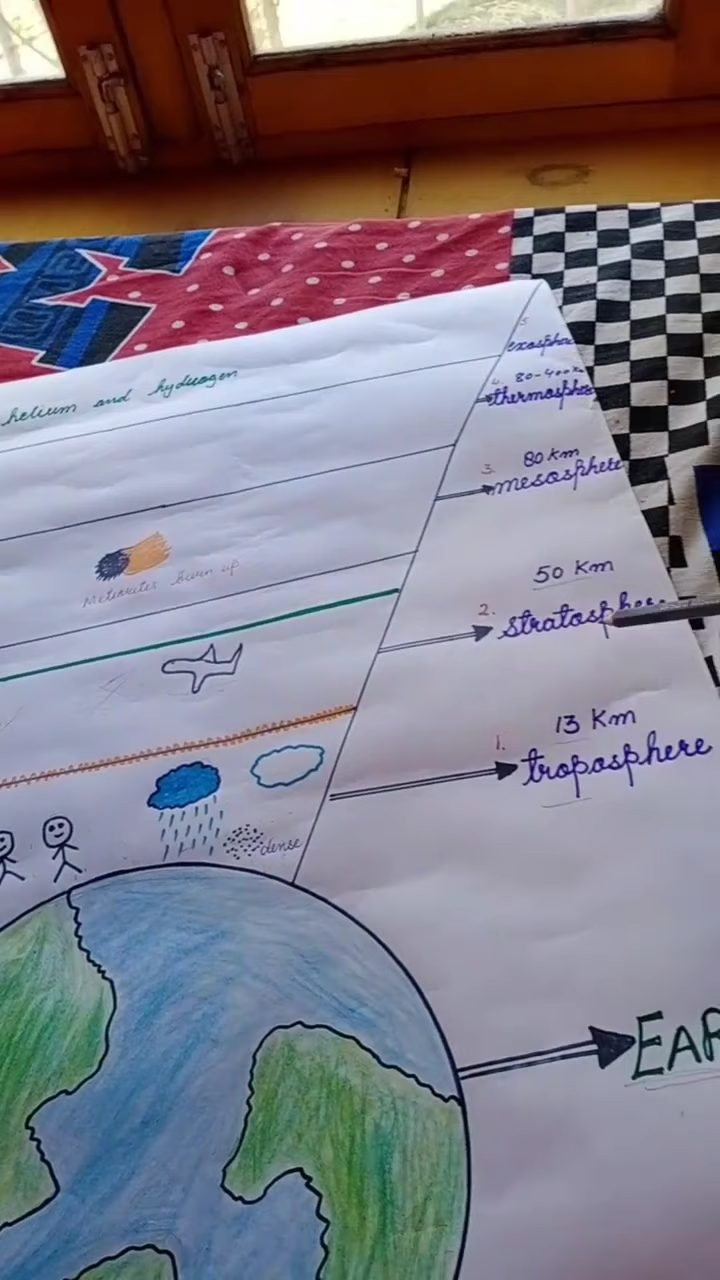 5
exosphere
helium and hydrogen
4. 80-400 Km
thermosphere
3. 80 Km
mesosphere
Meteorites burn up
50 Km
2. stratosphere
13 Km
1. troposphere
dense
EAR